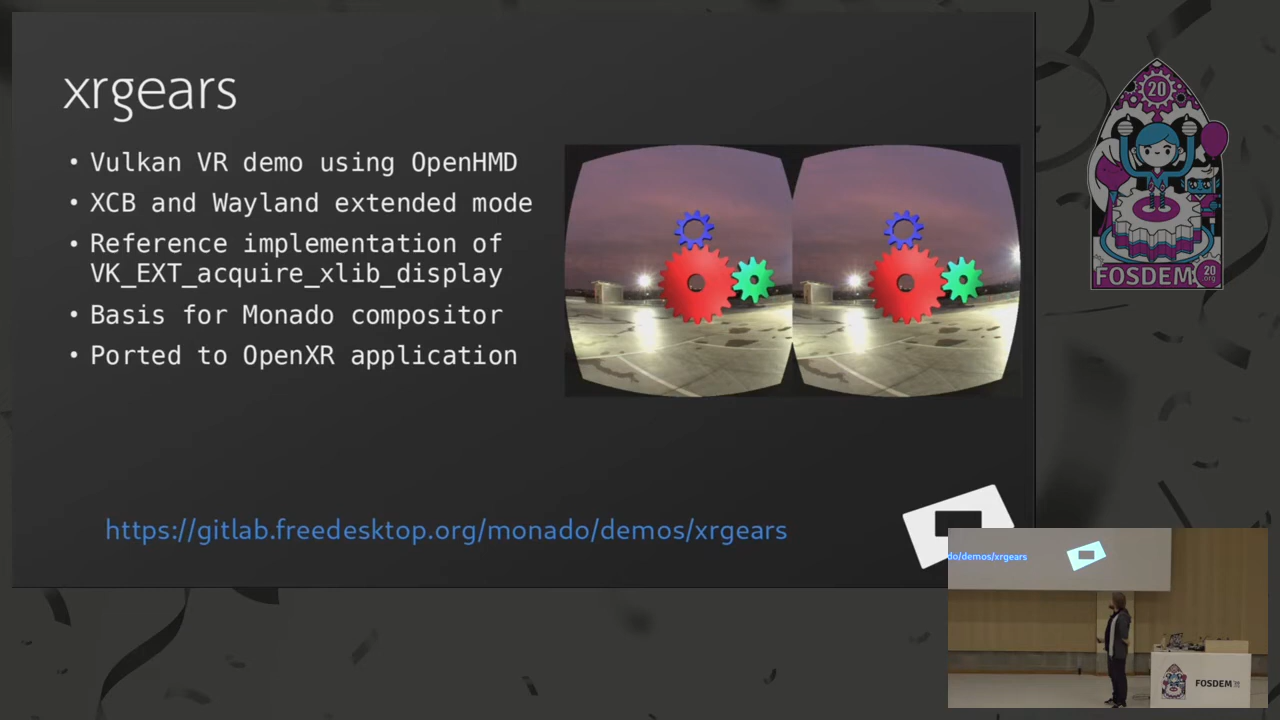 xrgears
• Vulkan VR demo using OpenHMD
• XCB and Wayland extended mode
• Reference implementation of
VK_EXT_acquire_xlib_display
• Basis for Monado compositor
• Ported to OpenXR application
https://gitlab.freedesktop.org/monado/demos/xrgears
20
FOSDEM
20
org
do/demos/xrgears
FOSDEM